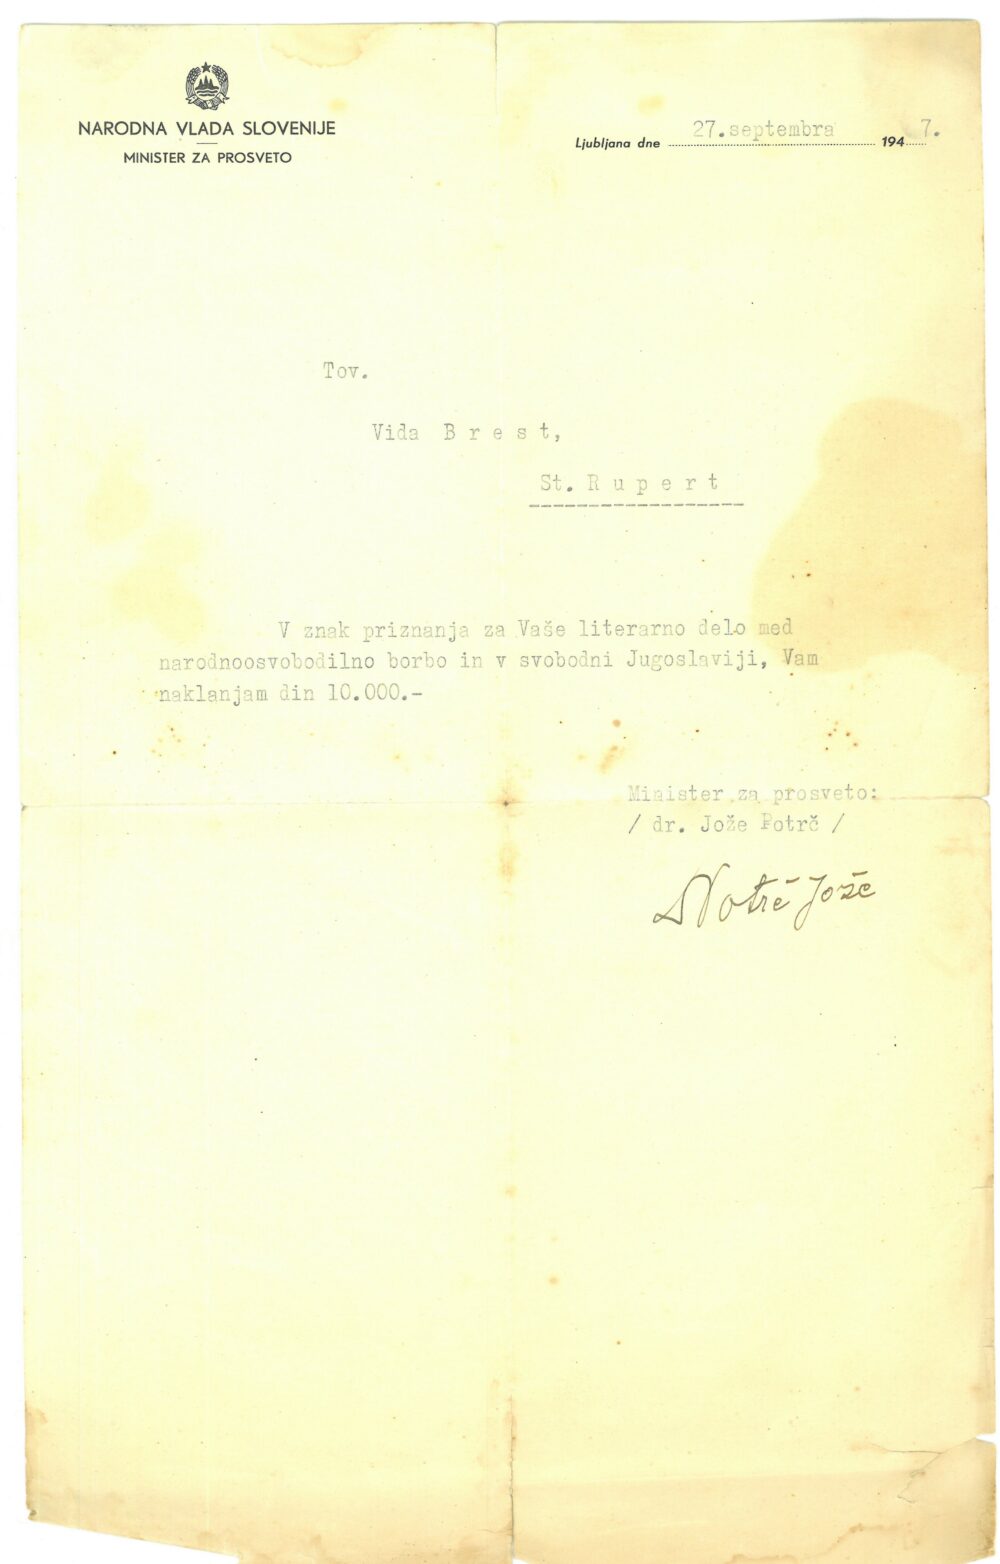 NARODNA VLADA SLOVENIJE
MINISTER ZA PROSVETO
Ljubljana dne 27.septembra 194 7.
Tov.
Vida B r e s t,
St. R u p e r t
V znak priznanja za Vaše literarno delo med
narodnoosvobodilno borbo in v svobodni Jugoslaviji, Vam
naklanjam din 10.000.-
Minister za prosveto:
/ dr. Jože Potrč /
Potrč Jože